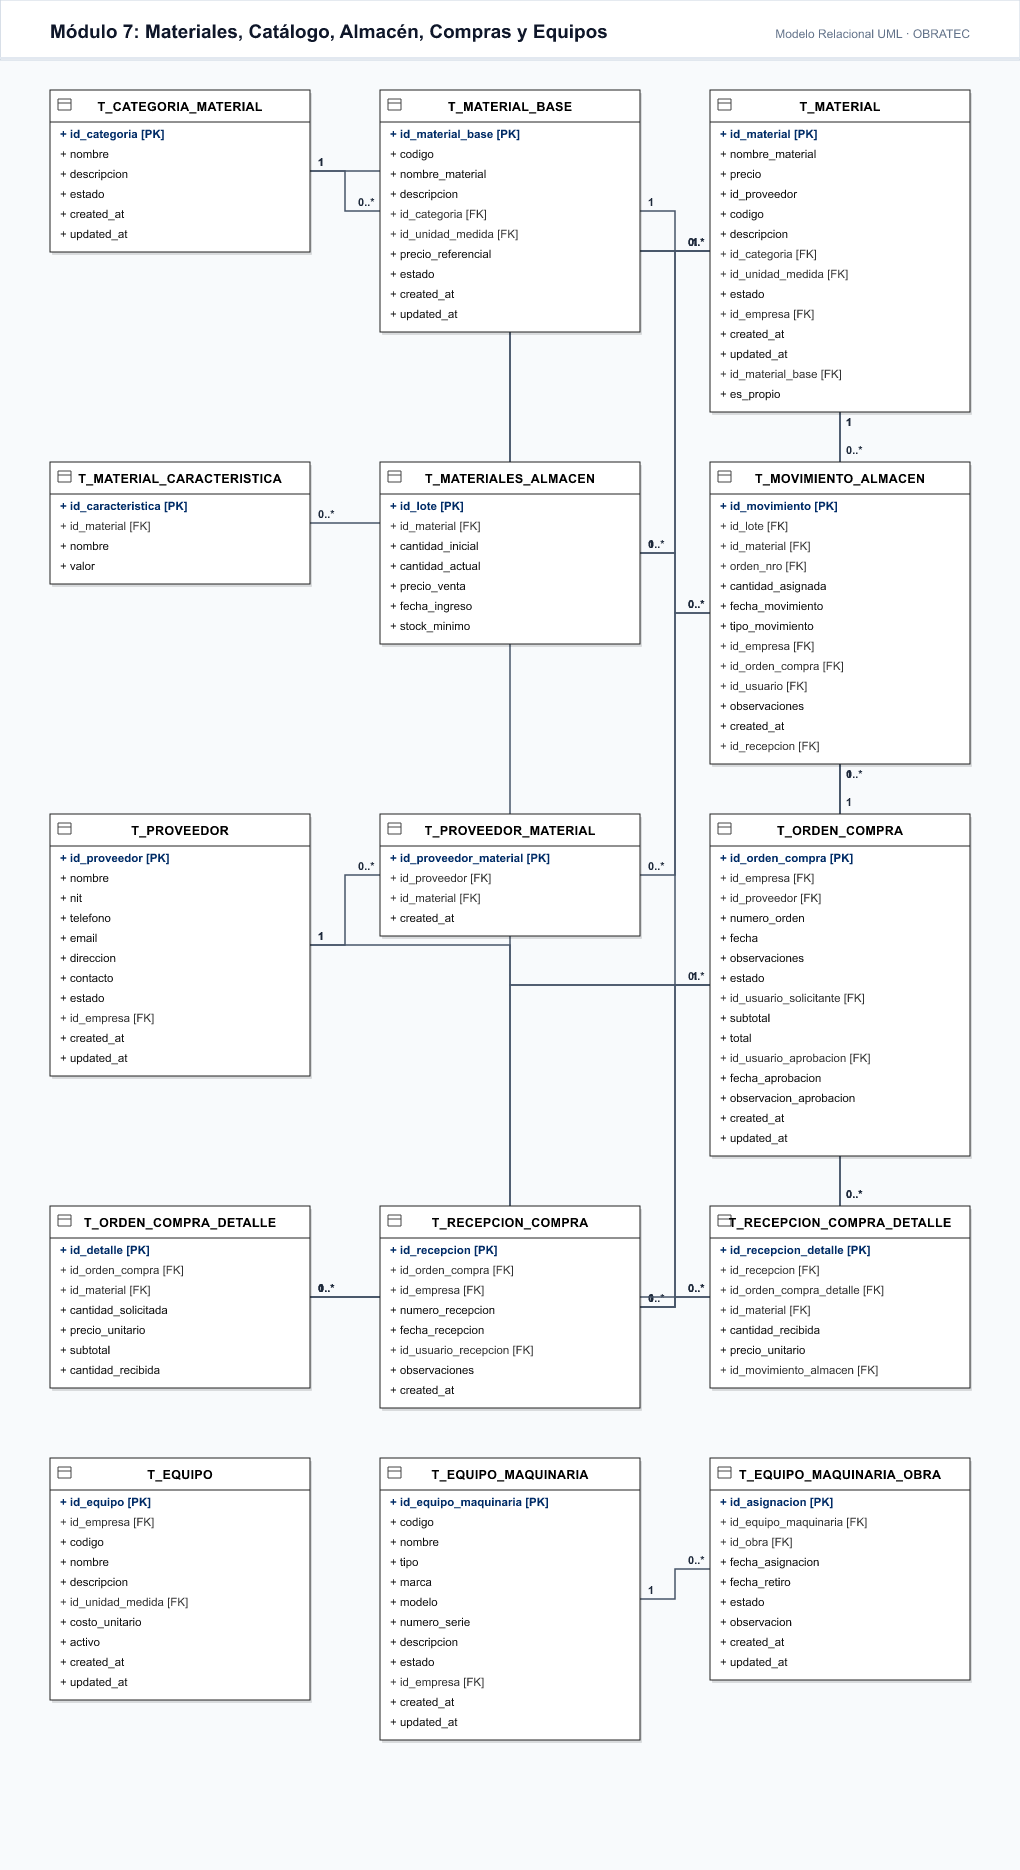 Módulo 7: Materiales, Catálogo, Almacén, Compras y Equipos
Modelo Relacional UML · OBRATEC
T_CATEGORIA_MATERIAL
+ id_categoria [PK]
+ nombre
+ descripcion
+ estado
+ created_at
+ updated_at
1
0..*
T_MATERIAL_BASE
+ id_material_base [PK]
+ codigo
+ nombre_material
+ descripcion
+ id_categoria [FK]
+ id_unidad_medida [FK]
+ precio_referencial
+ estado
+ created_at
+ updated_at
1
T_MATERIAL
+ id_material [PK]
+ nombre_material
+ precio
+ id_proveedor
+ codigo
+ descripcion
+ id_categoria [FK]
+ id_unidad_medida [FK]
+ estado
+ id_empresa [FK]
+ created_at
+ updated_at
+ id_material_base [FK]
+ es_propio
1
0..*
T_MATERIAL_CARACTERISTICA
+ id_caracteristica [PK]
+ id_material [FK]
+ nombre
+ valor
0..*
T_MATERIALES_ALMACEN
+ id_lote [PK]
+ id_material [FK]
+ cantidad_inicial
+ cantidad_actual
+ precio_venta
+ fecha_ingreso
+ stock_minimo
0..*
T_MOVIMIENTO_ALMACEN
+ id_movimiento [PK]
+ id_lote [FK]
+ id_material [FK]
+ orden_nro [FK]
+ cantidad_asignada
+ fecha_movimiento
+ tipo_movimiento
+ id_empresa [FK]
+ id_orden_compra [FK]
+ id_usuario [FK]
+ observaciones
+ created_at
+ id_recepcion [FK]
1
T_PROVEEDOR
+ id_proveedor [PK]
+ nombre
+ nit
+ telefono
+ email
+ direccion
+ contacto
+ estado
+ id_empresa [FK]
+ created_at
+ updated_at
1
0..*
T_PROVEEDOR_MATERIAL
+ id_proveedor_material [PK]
+ id_proveedor [FK]
+ id_material [FK]
+ created_at
0..*
T_ORDEN_COMPRA
+ id_orden_compra [PK]
+ id_empresa [FK]
+ id_proveedor [FK]
+ numero_orden
+ fecha
+ observaciones
+ estado
+ id_usuario_solicitante [FK]
+ subtotal
+ total
+ id_usuario_aprobacion [FK]
+ fecha_aprobacion
+ observacion_aprobacion
+ created_at
+ updated_at
0..*
T_ORDEN_COMPRA_DETALLE
+ id_detalle [PK]
+ id_orden_compra [FK]
+ id_material [FK]
+ cantidad_solicitada
+ precio_unitario
+ subtotal
+ cantidad_recibida
T_RECEPCION_COMPRA
+ id_recepcion [PK]
+ id_orden_compra [FK]
+ id_empresa [FK]
+ numero_recepcion
+ fecha_recepcion
+ id_usuario_recepcion [FK]
+ observaciones
+ created_at
0..*
T_RECEPCION_COMPRA_DETALLE
+ id_recepcion_detalle [PK]
+ id_recepcion [FK]
+ id_orden_compra_detalle [FK]
+ id_material [FK]
+ cantidad_recibida
+ precio_unitario
+ id_movimiento_almacen [FK]
T_EQUIPO
+ id_equipo [PK]
+ id_empresa [FK]
+ codigo
+ nombre
+ descripcion
+ id_unidad_medida [FK]
+ costo_unitario
+ activo
+ created_at
+ updated_at
T_EQUIPO_MAQUINARIA
+ id_equipo_maquinaria [PK]
+ codigo
+ nombre
+ tipo
+ marca
+ modelo
+ numero_serie
+ descripcion
+ estado
+ id_empresa [FK]
+ created_at
+ updated_at
1
0..*
T_EQUIPO_MAQUINARIA_OBRA
+ id_asignacion [PK]
+ id_equipo_maquinaria [FK]
+ id_obra [FK]
+ fecha_asignacion
+ fecha_retiro
+ estado
+ observacion
+ created_at
+ updated_at